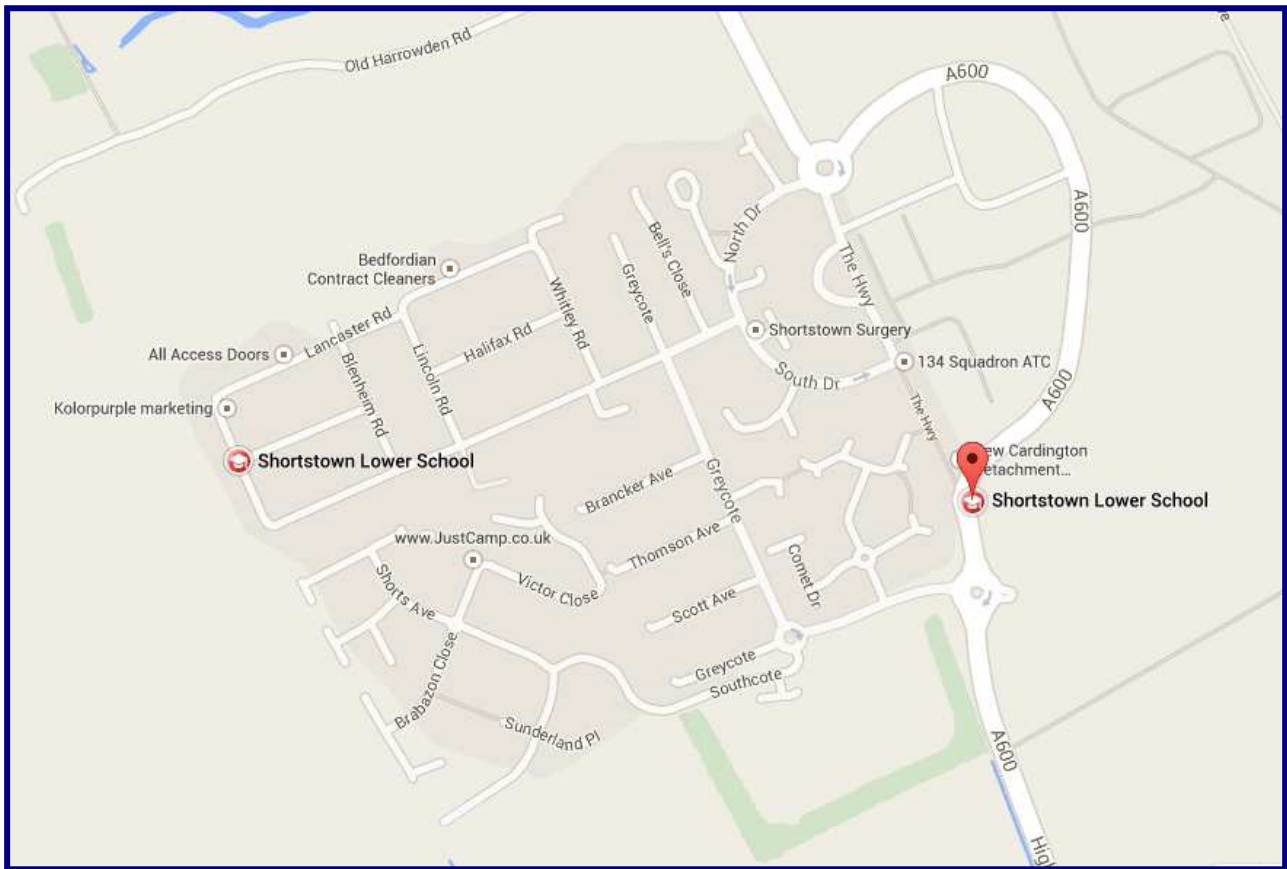 Old Harrowden Rd
A600
A600
A600
Bedfordian
Contract Cleaners
North Dr
Bell's Close
Greycote
The Hwy
Whitley Rd
Lancaster Rd
Halifax Rd
Shortstown Surgery
All Access Doors
Blenheim Rd
Lincoln Rd
134 Squadron ATC
South Dr
Kolorpurple marketing
The Hwy
Shortstown Lower School
Brancker Ave
Greycote
Cardington
Shortstown Lower School
www.JustCamp.co.uk
Thomson Ave
Victor Close
Comet Dr
Shorts Ave
Scott Ave
Greycote
Southcote
Brabazon Close
Sunderland Pl
A600